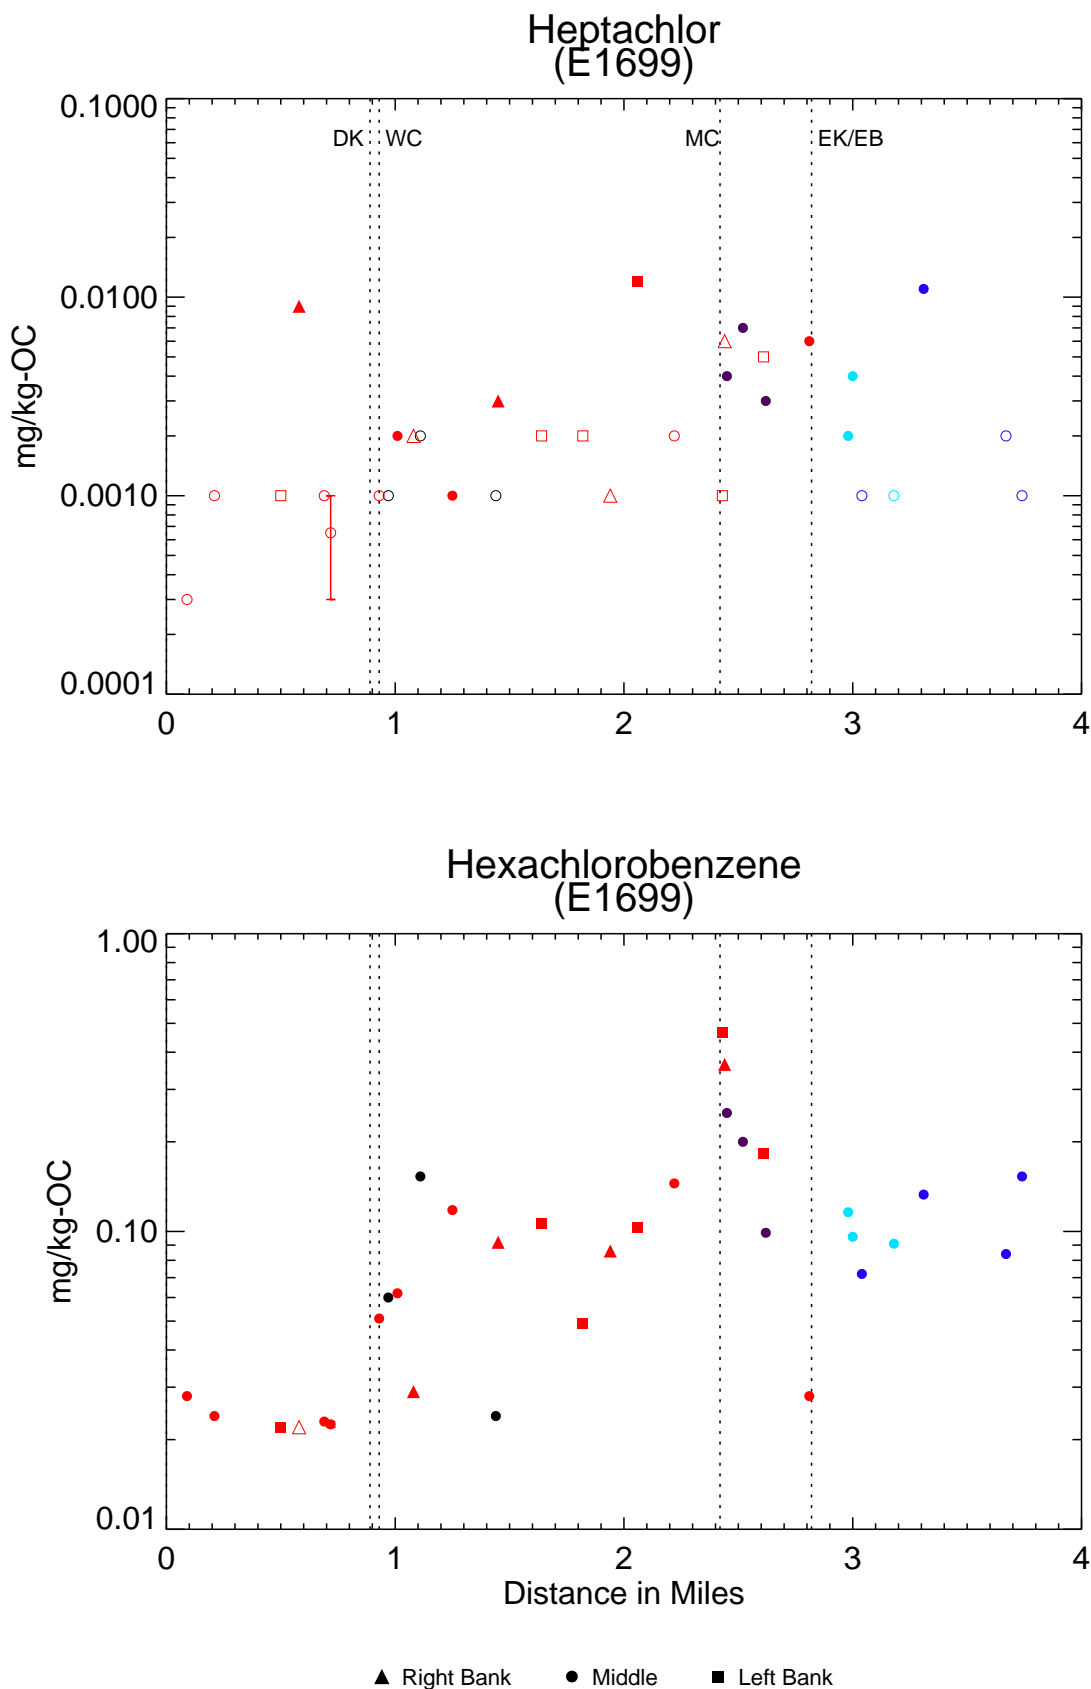 Heptachlor
(E1699)
0.1000
DK WC MC EK/EB
0.0100
mg/kg-OC
0.0010
0.0001
0 1 2 3 4
Hexachlorobenzene
(E1699)
1.00
mg/kg-OC
0.10
0.01
0 1 2 3 4
Distance in Miles
Right Bank Middle Left Bank